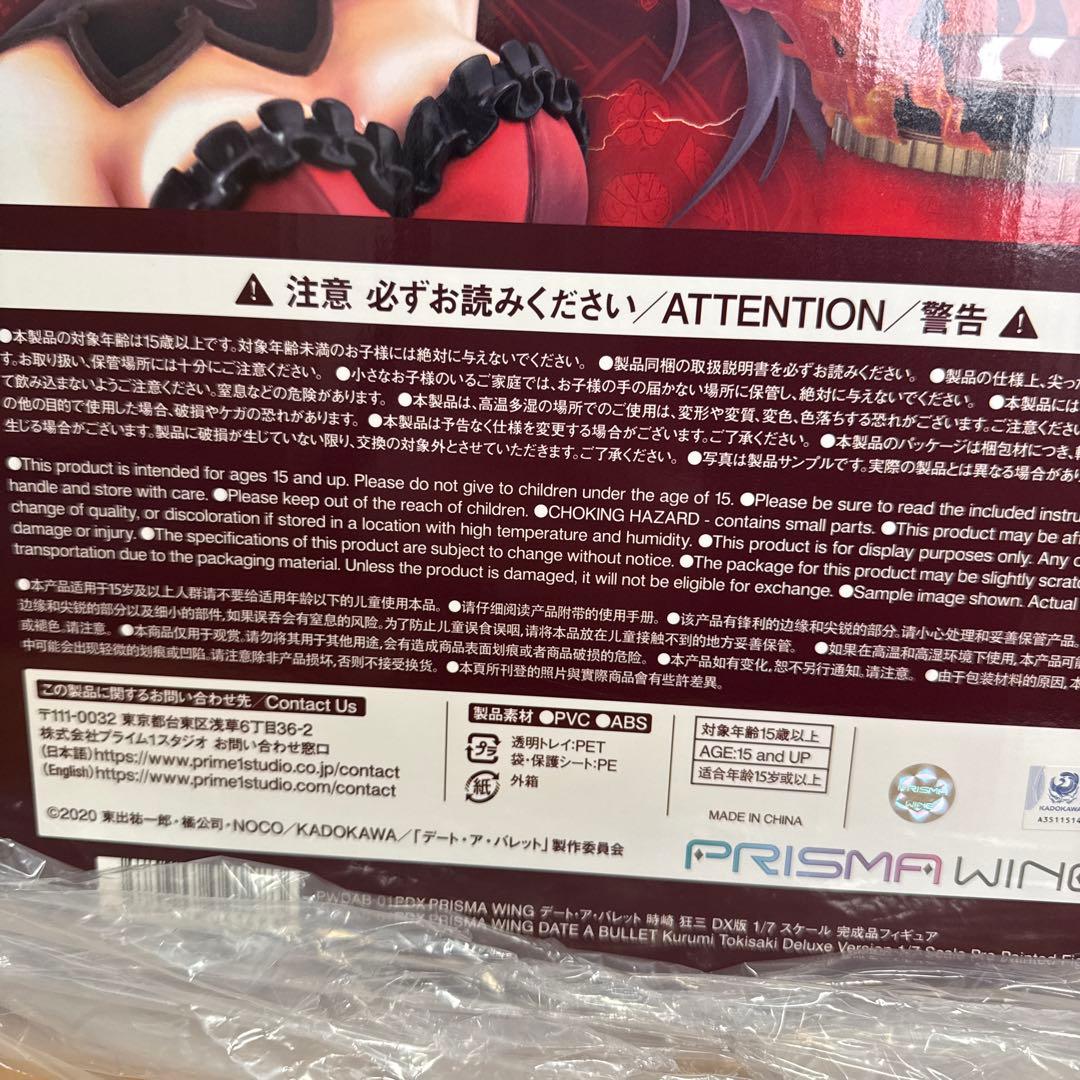 注意 必ずお読みください／ATTENTION／警告
●本製品の対象年齢は15歳以上です。対象年齢未満のお子様には絶対に与えないでください。 ●製品同梱の取扱説明書を必ずお読みください。 ●製品の仕様上、尖っ
す。お取り扱い、保管場所には十分にご注意ください。 ●小さなお子様のいるご家庭では、お子様の手の届かない場所に保管し、絶対に与えないでください。 ●本製品には
て飲み込まないようご注意ください。窒息などの危険があります。 ●本製品は、高温多湿の場所でのご使用は、変形や変質、変色、色落ちする恐れがございます。ご注意くださ
の他の目的で使用した場合、破損やケガの恐れがあります。 ●本製品は予告なく仕様を変更する場合がございます。ご了承ください。 ●本製品のパッケージは梱包材につき、
生じる場合がございます。製品に破損が生じていない限り、交換の対象外とさせていただきます。ご了承ください。 ●写真は製品サンプルです。実際の製品とは異なる場合が
●This product is intended for ages 15 and up. Please do not give to children under the age of 15. ●Please be sure to read the included instru
handle and store with care. ●Please keep out of the reach of children. ●CHOKING HAZARD - contains small parts. ●This product may be aff
change of quality, or discoloration if stored in a location with high temperature and humidity. ●This product is for display purposes only. Any
damage or injury. ●The specifications of this product are subject to change without notice. ●The package for this product may be slightly scratc
transportation due to the packaging material. Unless the product is damaged, it will not be eligible for exchange. ●Sample image shown. Actual
●本产品适用于15岁及以上人群请不要给适用年龄以下的儿童使用本品。 ●请仔细阅读产品附带的使用手册。 ●该产品有锋利的边缘和尖锐的部分。请小心处理和妥善保管产品。
边缘和尖锐的部分以及细小的部件,如果误吞会有窒息的风险。为了防止儿童误食误咽,请将本品放在儿童接触不到的地方妥善保管。 ●如果在高温和高湿环境下使用,本产品可能
或褪色。请注意。 ●本商品仅用于观赏。请勿将其用于其他用途,会有造成商品表面划痕或者商品破损的危险。 ●本产品如有变化,恕不另行通知。请注意。 ●由于包装材料的原因,本
中可能会出现轻微的划痕或凹陷。请注意除非产品损坏,否则不接受换货。 ●本頁所刊登的照片與實際商品會有些許差異。
この製品に関するお問い合わせ先／Contact Us
〒111-0032 東京都台東区浅草6丁目36-2
株式会社プライム1スタジオ お問い合わせ窓口
(日本語)https://www.prime1studio.co.jp/contact
(English)https://www.prime1studio.com/contact
製品素材 ●PVC ●ABS
プラ
透明トレイ:PET
袋・保護シート:PE
紙 外箱
対象年齢15歳以上
AGE:15 and UP
适合年龄15岁或以上
MADE IN CHINA
PRISMA
WING
KADOKAWA
A3S11514
©2020 東出祐一郎・橘公司・NOCO／KADOKAWA／「デート・ア・バレット」製作委員会
PRISMA WING
PWDAB-01PDX PRISMA WING デート・ア・バレット 時崎 狂三 DX版 1/7 スケール 完成品フィギュア
PRISMA WING DATE A BULLET Kurumi Tokisaki Deluxe Version 1/7 Scale Pre-Painted